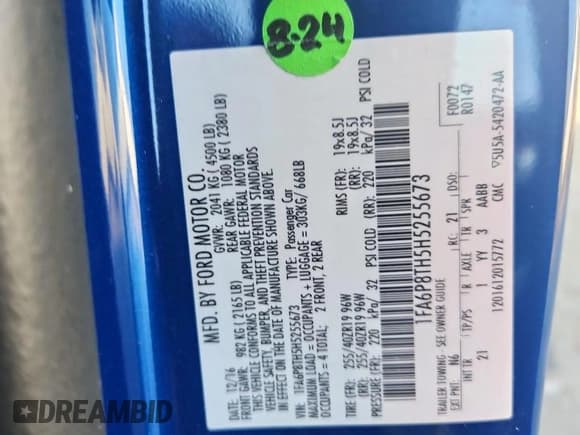 8-24
MFD. BY FORD MOTOR CO.
DATE: 12/16 GVWR: 2041 KG ( 4500 LB)
FRONT GAWR: 982 KG ( 2165LB) REAR GAWR: 1080 KG ( 2380 LB)
THIS VEHICLE CONFORMS TO ALL APPLICABLE FEDERAL MOTOR
VEHICLE SAFETY, BUMPER, AND THEFT PREVENTION STANDARDS
IN EFFECT ON THE DATE OF MANUFACTURE SHOWN ABOVE.
VIN: 1FA6P8TH5H5255673 TYPE: Passenger Car
MAXIMUM LOAD = OCCUPANTS + LUGGAGE = 303KG/ 668LB
OCCUPANTS = 4 TOTAL: 2 FRONT, 2 REAR
TIRE (FR): 255/40ZR19 96W RIMS (FR): 19x8.5J
(RR): 255/40ZR19 96W (RR): 19x8.5J
PRESSURE (FR): 220 kPa/ 32 PSI COLD (RR): 220 kPa/ 32 PSI COLD
1FA6P8TH5H5255673
TRAILER TOWING - SEE OWNER GUIDE F0072
EXT PNT: N6 RC: 21 DSO: R0147
INT TR TP/PS R AXLE TR SPR
21 1 YY 3 AABB
1201612015772 CMC ▽5U5A-5420472-AA
DREAMBID